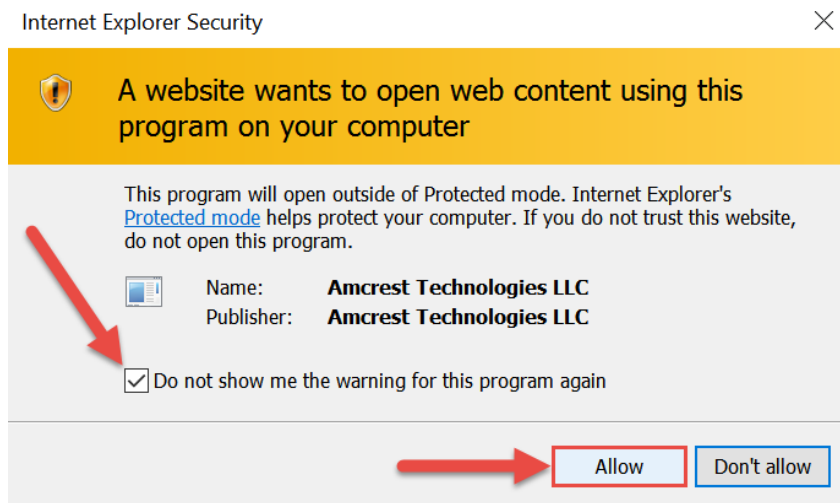 Internet Explorer Security
A website wants to open web content using this
program on your computer
This program will open outside of Protected mode. Internet Explorer's
Protected mode helps protect your computer. If you do not trust this website,
do not open this program.
Name: Amcrest Technologies LLC
Publisher: Amcrest Technologies LLC
Do not show me the warning for this program again
Allow Don't allow